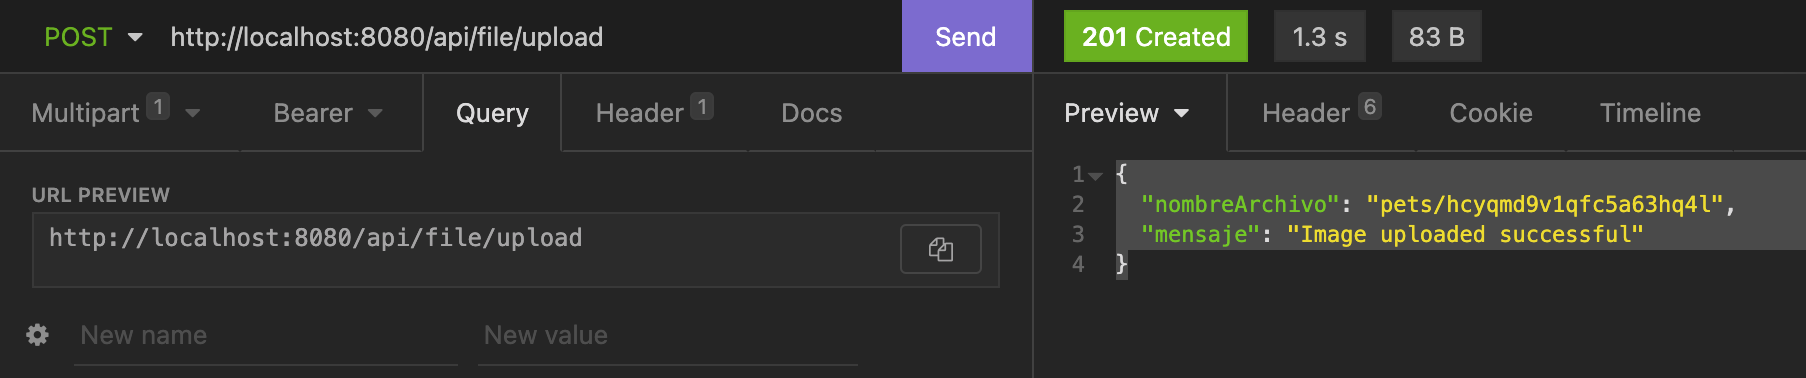 POST http://localhost:8080/api/file/upload Send 201 Created 1.3 s 83 B
Multipart 1 Bearer Query Header 1 Docs Preview Header 6 Cookie Timeline
URL PREVIEW
http://localhost:8080/api/file/upload
New name New value
1 {
2 "nombreArchivo": "pets/hcyqmd9v1qfc5a63hq4l",
3 "mensaje": "Image uploaded successful"
4 }